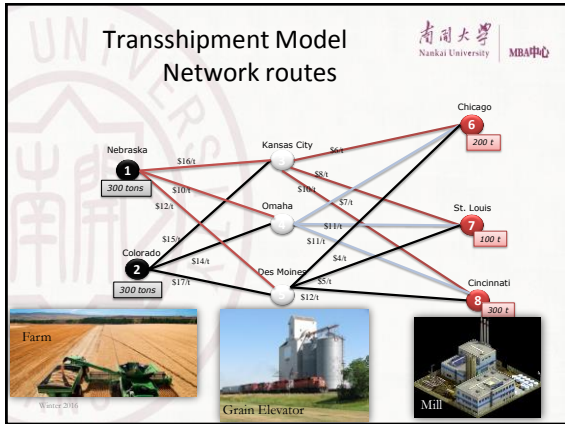 Transshipment Model
Network routes
南開大學
Nankai University
MBA中心
Chicago
6
200 t
Nebraska
1
300 tons
Kansas City
$16/t
$10/t
$12/t
$6/t
$8/t
$10/t
$7/t
Omaha
St. Louis
7
100 t
$15/t
$14/t
$17/t
$11/t
$11/t
$4/t
$5/t
$12/t
Colorado
2
300 tons
Des Moines
Cincinnati
8
300 t
Farm
Grain Elevator
Mill
Winter 2016